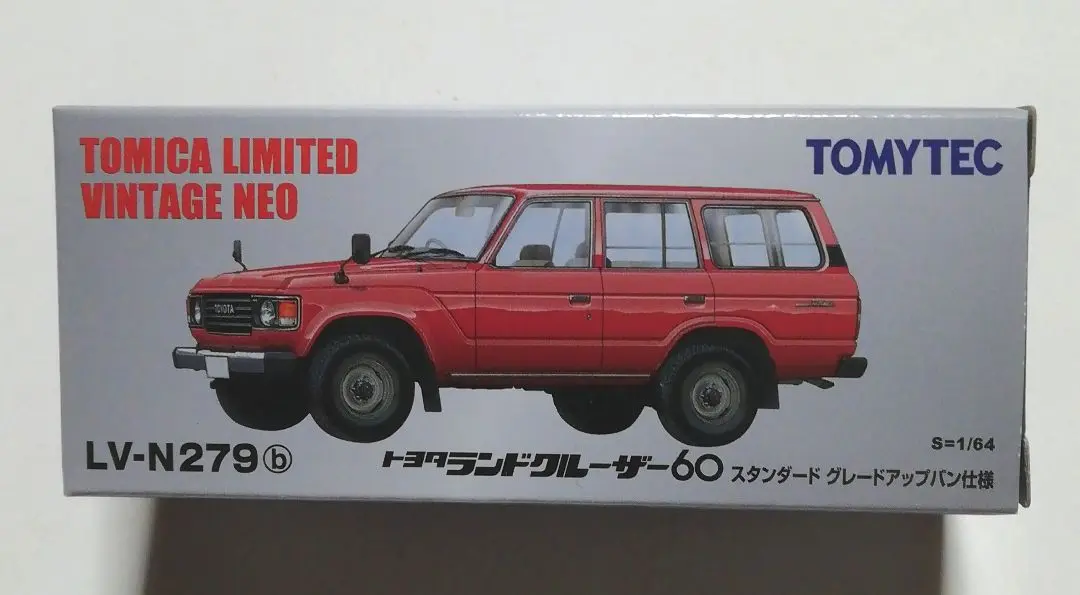 TOMICA LIMITED
VINTAGE NEO
TOMYTEC
TOYOTA
LV-N279ⓑ
トヨタランドクルーザー60 スタンダード グレードアップバン仕様
S=1/64